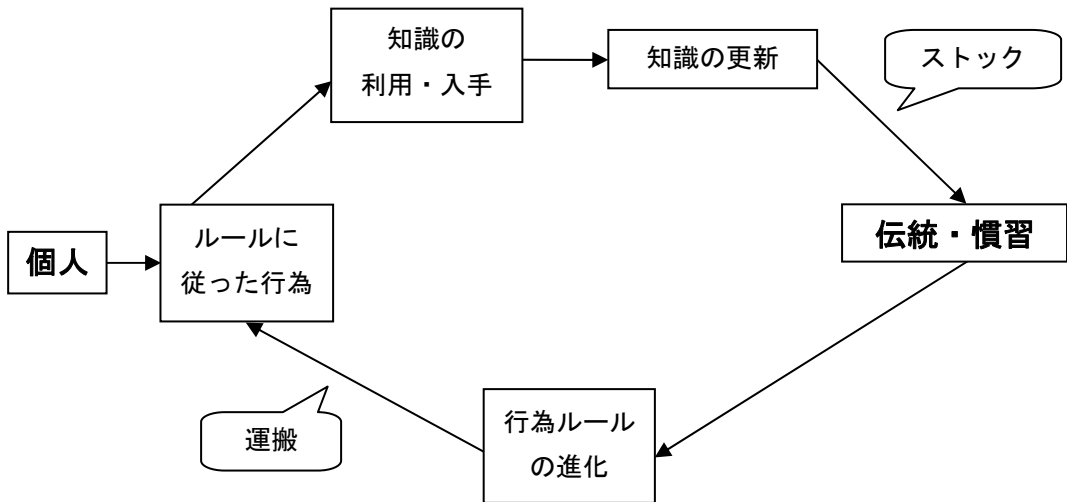 知識の
利用・入手
知識の更新
ストック
個人
ルールに
従った行為
伝統・慣習
運搬
行為ルール
の進化